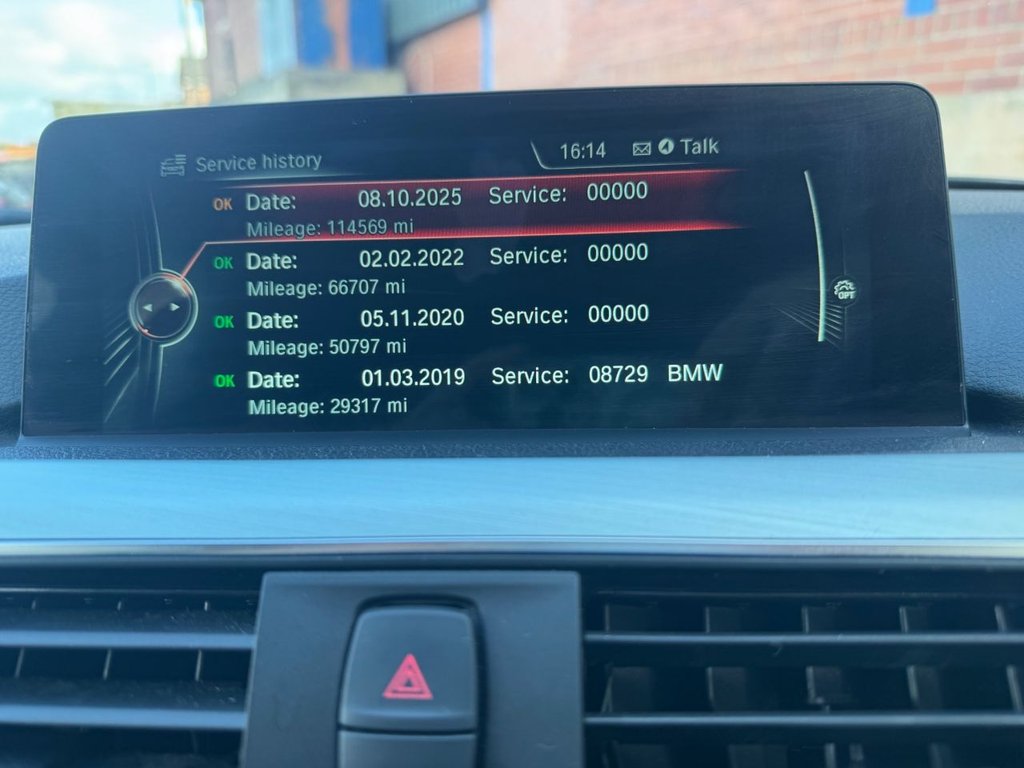 Service history 16:14 Talk
OK Date: 08.10.2025 Service: 00000
Mileage: 114569 mi
OK Date: 02.02.2022 Service: 00000
Mileage: 66707 mi
OK Date: 05.11.2020 Service: 00000
Mileage: 50797 mi
OK Date: 01.03.2019 Service: 08729 BMW
Mileage: 29317 mi
OPT